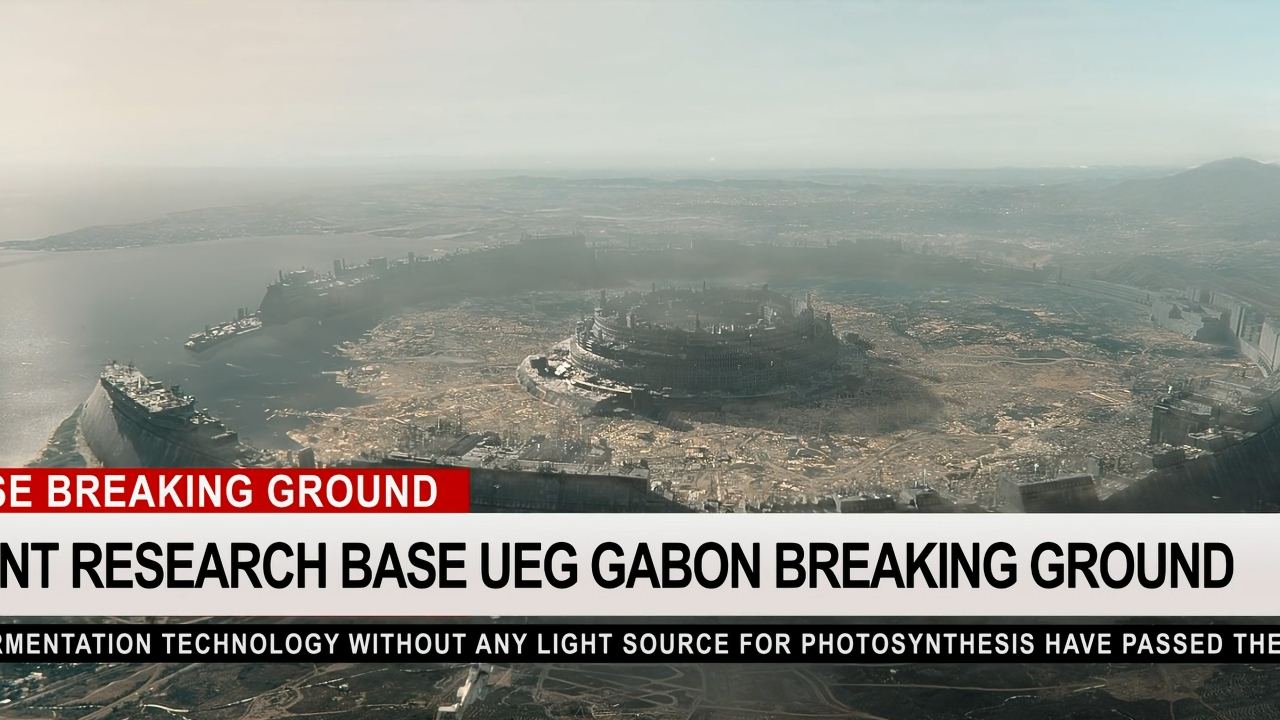 SE BREAKING GROUND
NT RESEARCH BASE UEG GABON BREAKING GROUND
RMENTATION TECHNOLOGY WITHOUT ANY LIGHT SOURCE FOR PHOTOSYNTHESIS HAVE PASSED THE